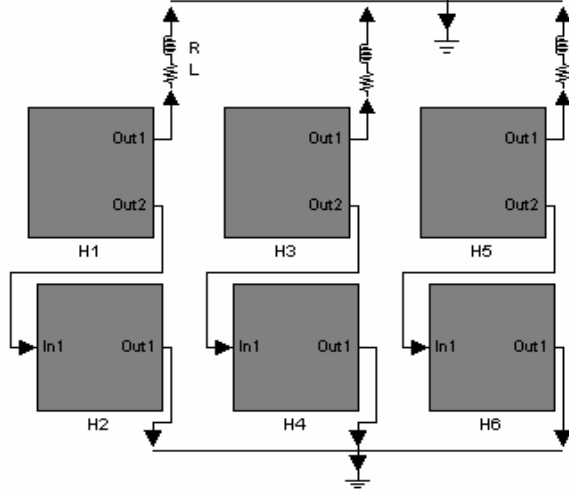 R
L
Out1
Out2
H1
Out1
Out2
H3
Out1
Out2
H5
In1 Out1
H2
In1 Out1
H4
In1 Out1
H6